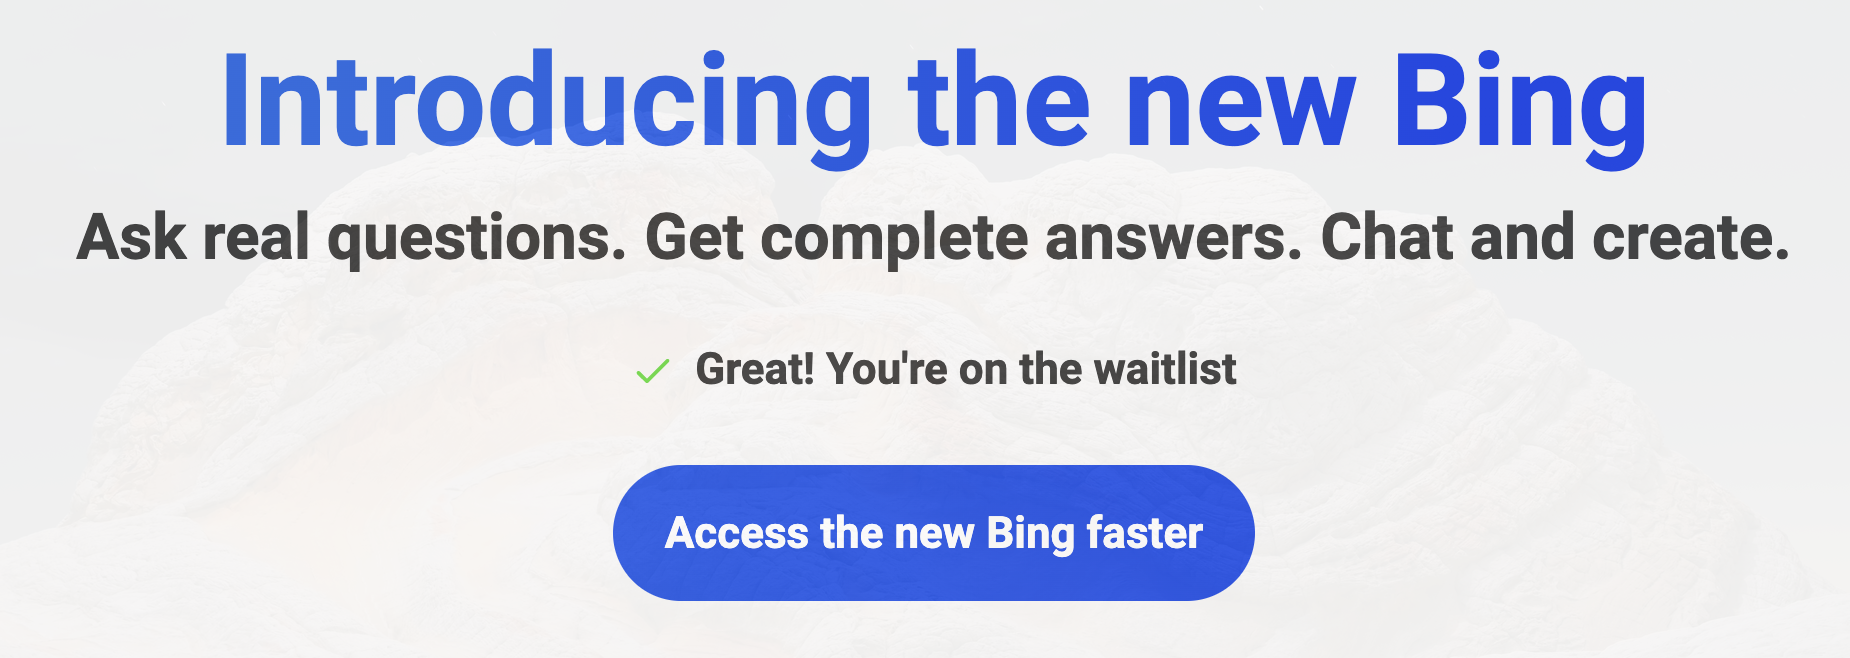 Introducing the new Bing
Ask real questions. Get complete answers. Chat and create.
Great! You're on the waitlist
Access the new Bing faster